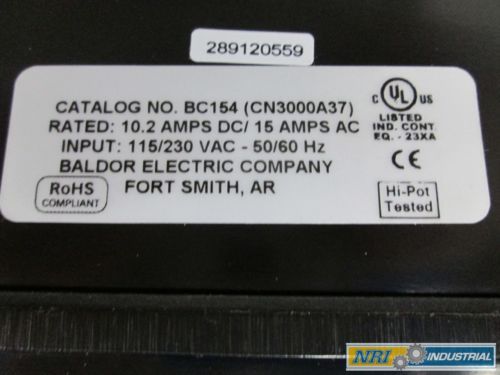 289120559
CATALOG NO. BC154 (CN3000A37)
RATED: 10.2 AMPS DC/ 15 AMPS AC
INPUT: 115/230 VAC - 50/60 Hz
BALDOR ELECTRIC COMPANY
FORT SMITH, AR
RoHS
COMPLIANT
C UL US
LISTED
IND. CONT.
EQ. - 23XA
CE
Hi-Pot
Tested
NRI INDUSTRIAL